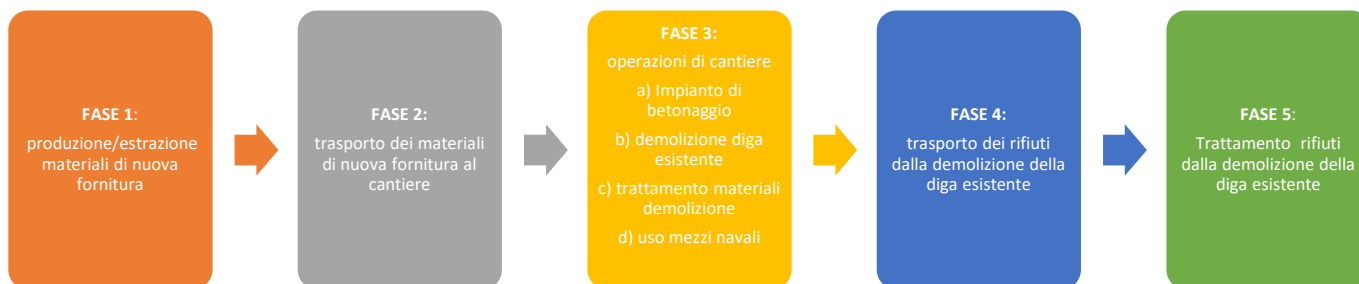 FASE 1:
produzione/estrazione
materiali di nuova
fornitura
FASE 2:
trasporto dei materiali
di nuova fornitura al
cantiere
FASE 3:
operazioni di cantiere
a) Impianto di
betonaggio
b) demolizione diga
esistente
c) trattamento materiali
demolizione
d) uso mezzi navali
FASE 4:
trasporto dei rifiuti
dalla demolizione della
diga esistente
FASE 5:
Trattamento rifiuti
dalla demolizione della
diga esistente